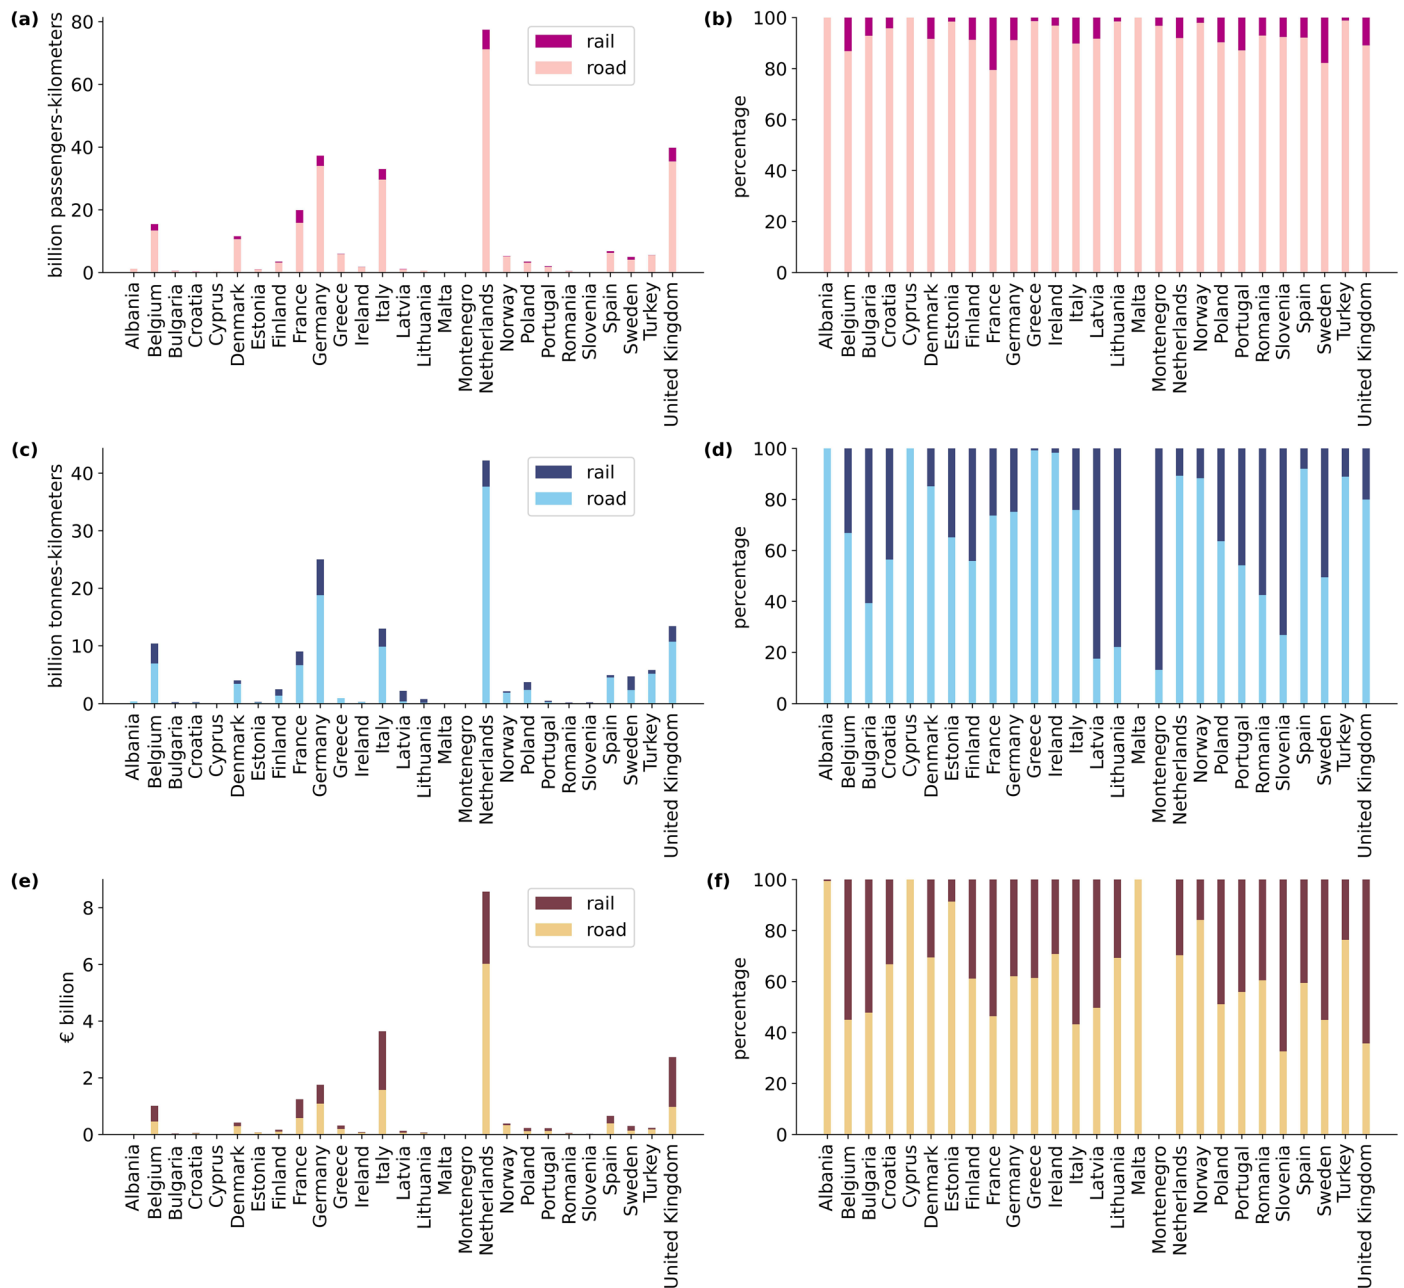 (a)
billion passengers-kilometers
80
60
40
20
0
rail
road
Albania
Belgium
Bulgaria
Croatia
Cyprus
Denmark
Estonia
Finland
France
Germany
Greece
Ireland
Italy
Latvia
Lithuania
Malta
Montenegro
Netherlands
Norway
Poland
Portugal
Romania
Slovenia
Spain
Sweden
Turkey
United Kingdom
(b)
percentage
100
80
60
40
20
0
Albania
Belgium
Bulgaria
Croatia
Cyprus
Denmark
Estonia
Finland
France
Germany
Greece
Ireland
Italy
Latvia
Lithuania
Malta
Montenegro
Netherlands
Norway
Poland
Portugal
Romania
Slovenia
Spain
Sweden
Turkey
United Kingdom
(c)
billion tonnes-kilometers
40
30
20
10
0
rail
road
Albania
Belgium
Bulgaria
Croatia
Cyprus
Denmark
Estonia
Finland
France
Germany
Greece
Ireland
Italy
Latvia
Lithuania
Malta
Montenegro
Netherlands
Norway
Poland
Portugal
Romania
Slovenia
Spain
Sweden
Turkey
United Kingdom
(d)
percentage
100
80
60
40
20
0
Albania
Belgium
Bulgaria
Croatia
Cyprus
Denmark
Estonia
Finland
France
Germany
Greece
Ireland
Italy
Latvia
Lithuania
Malta
Montenegro
Netherlands
Norway
Poland
Portugal
Romania
Slovenia
Spain
Sweden
Turkey
United Kingdom
(e)
€ billion
8
6
4
2
0
rail
road
Albania
Belgium
Bulgaria
Croatia
Cyprus
Denmark
Estonia
Finland
France
Germany
Greece
Ireland
Italy
Latvia
Lithuania
Malta
Montenegro
Netherlands
Norway
Poland
Portugal
Romania
Slovenia
Spain
Sweden
Turkey
United Kingdom
(f)
percentage
100
80
60
40
20
0
Albania
Belgium
Bulgaria
Croatia
Cyprus
Denmark
Estonia
Finland
France
Germany
Greece
Ireland
Italy
Latvia
Lithuania
Malta
Montenegro
Netherlands
Norway
Poland
Portugal
Romania
Slovenia
Spain
Sweden
Turkey
United Kingdom